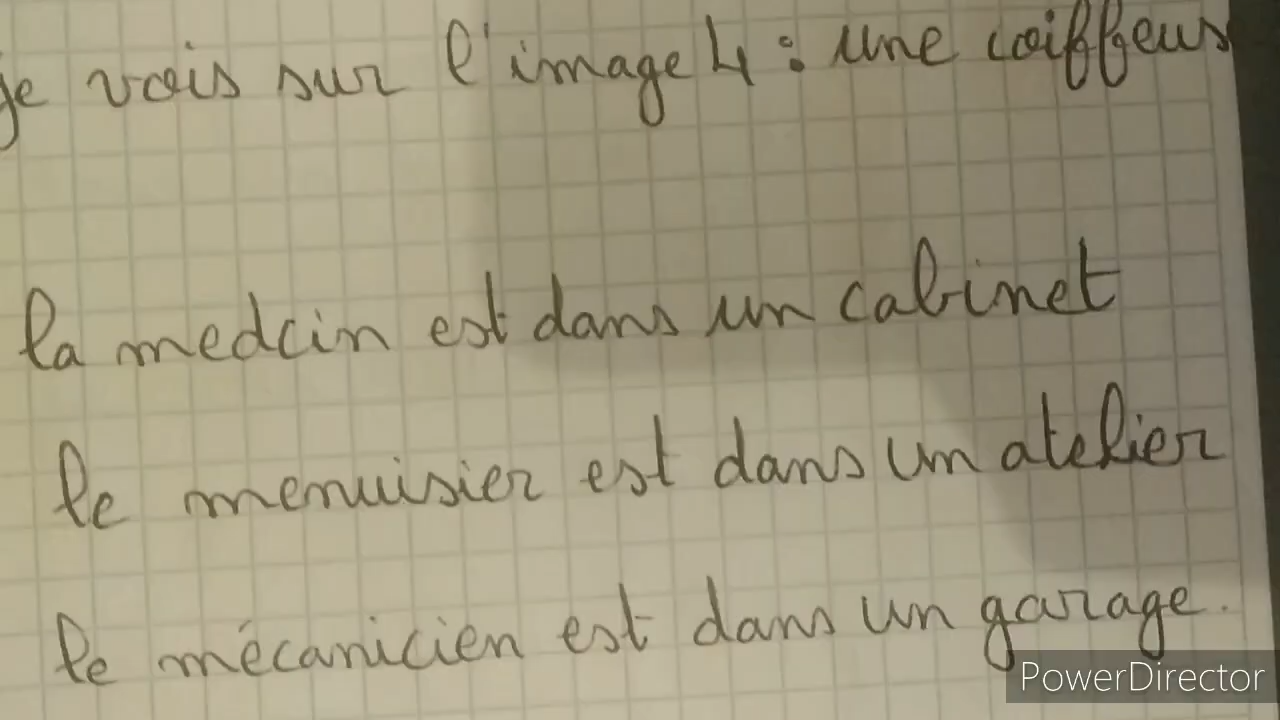 je vois sur l'image 4 : une coiffeus
la medcin est dans un cabinet
le menuisier est dans un atelier
le mécanicien est dans un garage.
PowerDirector